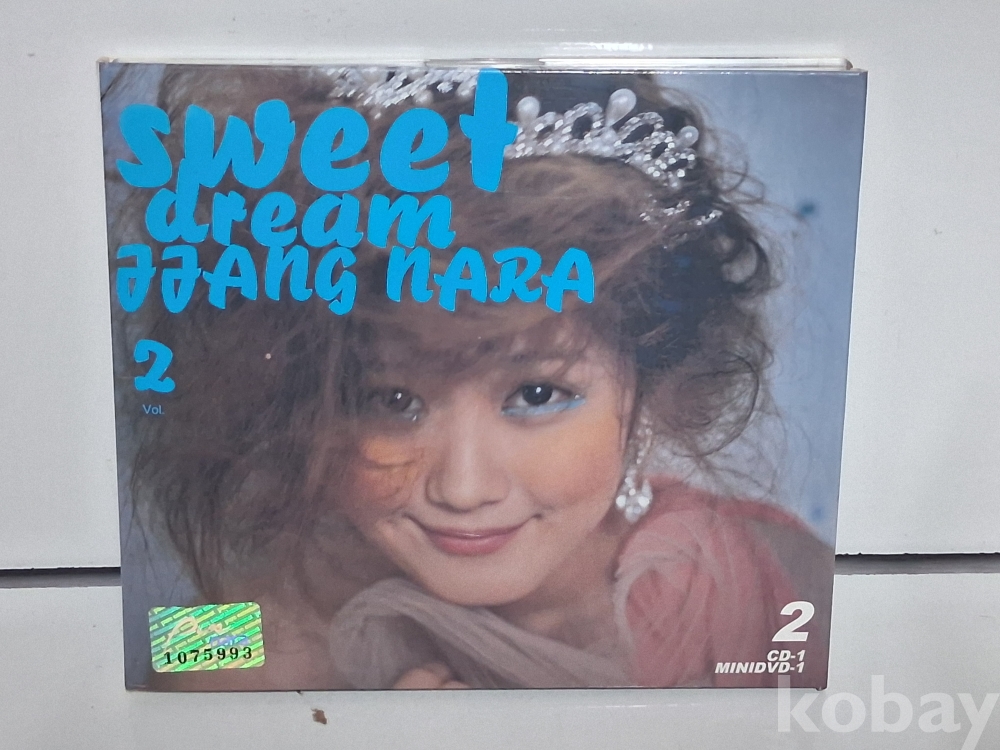 sweet
dream
JJANG NARA
2
Vol.
1075993
2
CD-1
MINIDVD-1
kobay